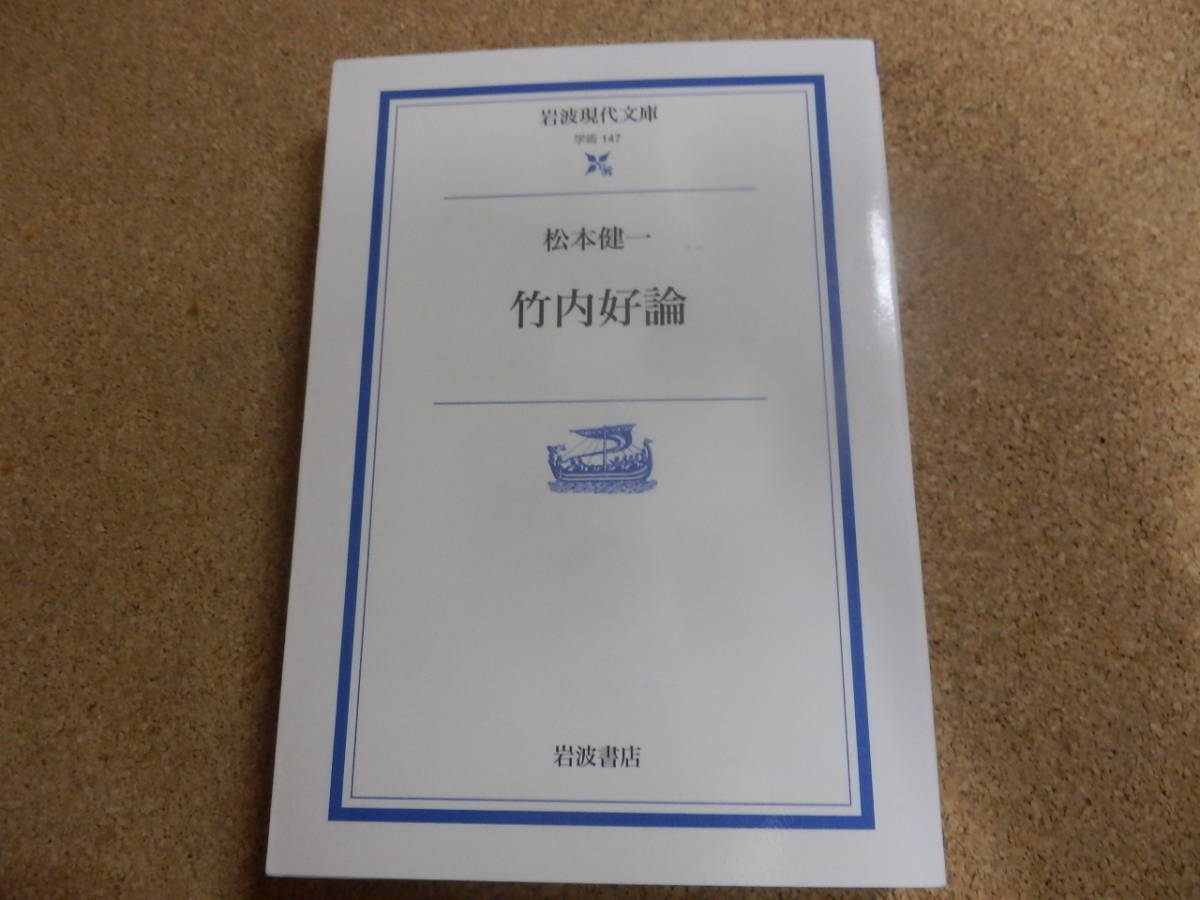 岩波現代文庫
学術 147
松本健一
竹内好論
岩波書店